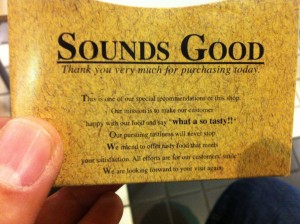 SOUNDS GOOD
Thank you very much for purchasing today.
This is one of our special recommendations of this shop.
Our mission is to make our customer
happy with our food and say "what a so tasty!!"
Our pursuing tastiness will never stop
We intend to offer tasty food that meets
your satisfaction. All efforts are for our customers'
We are looking forward to your visit again.